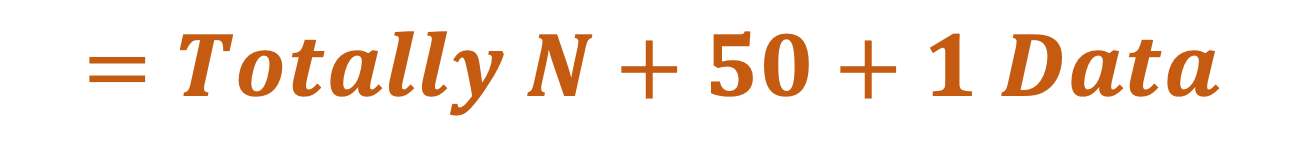 = Totally N + 50 + 1 Data